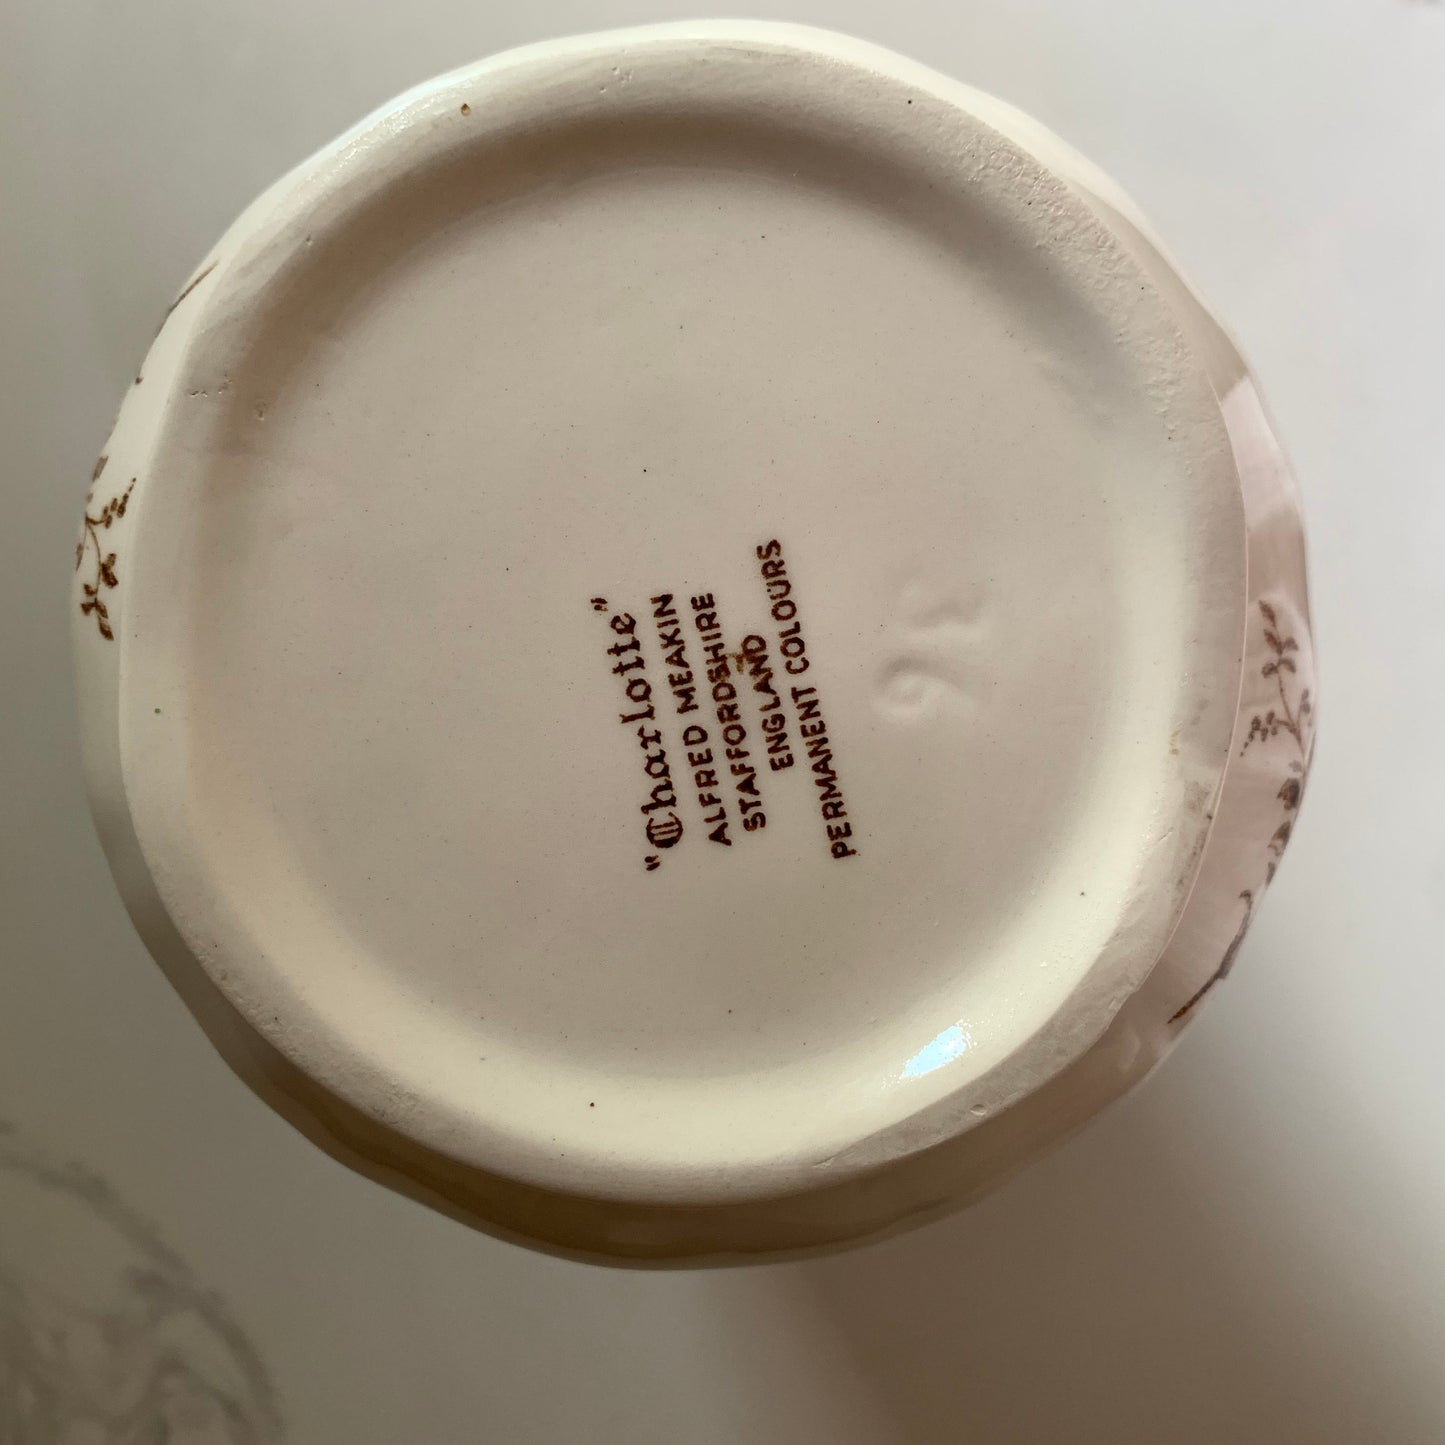 "Charlotte"
ALFRED MEAKIN
STAFFORDSHIRE
ENGLAND
PERMANENT COLOURS